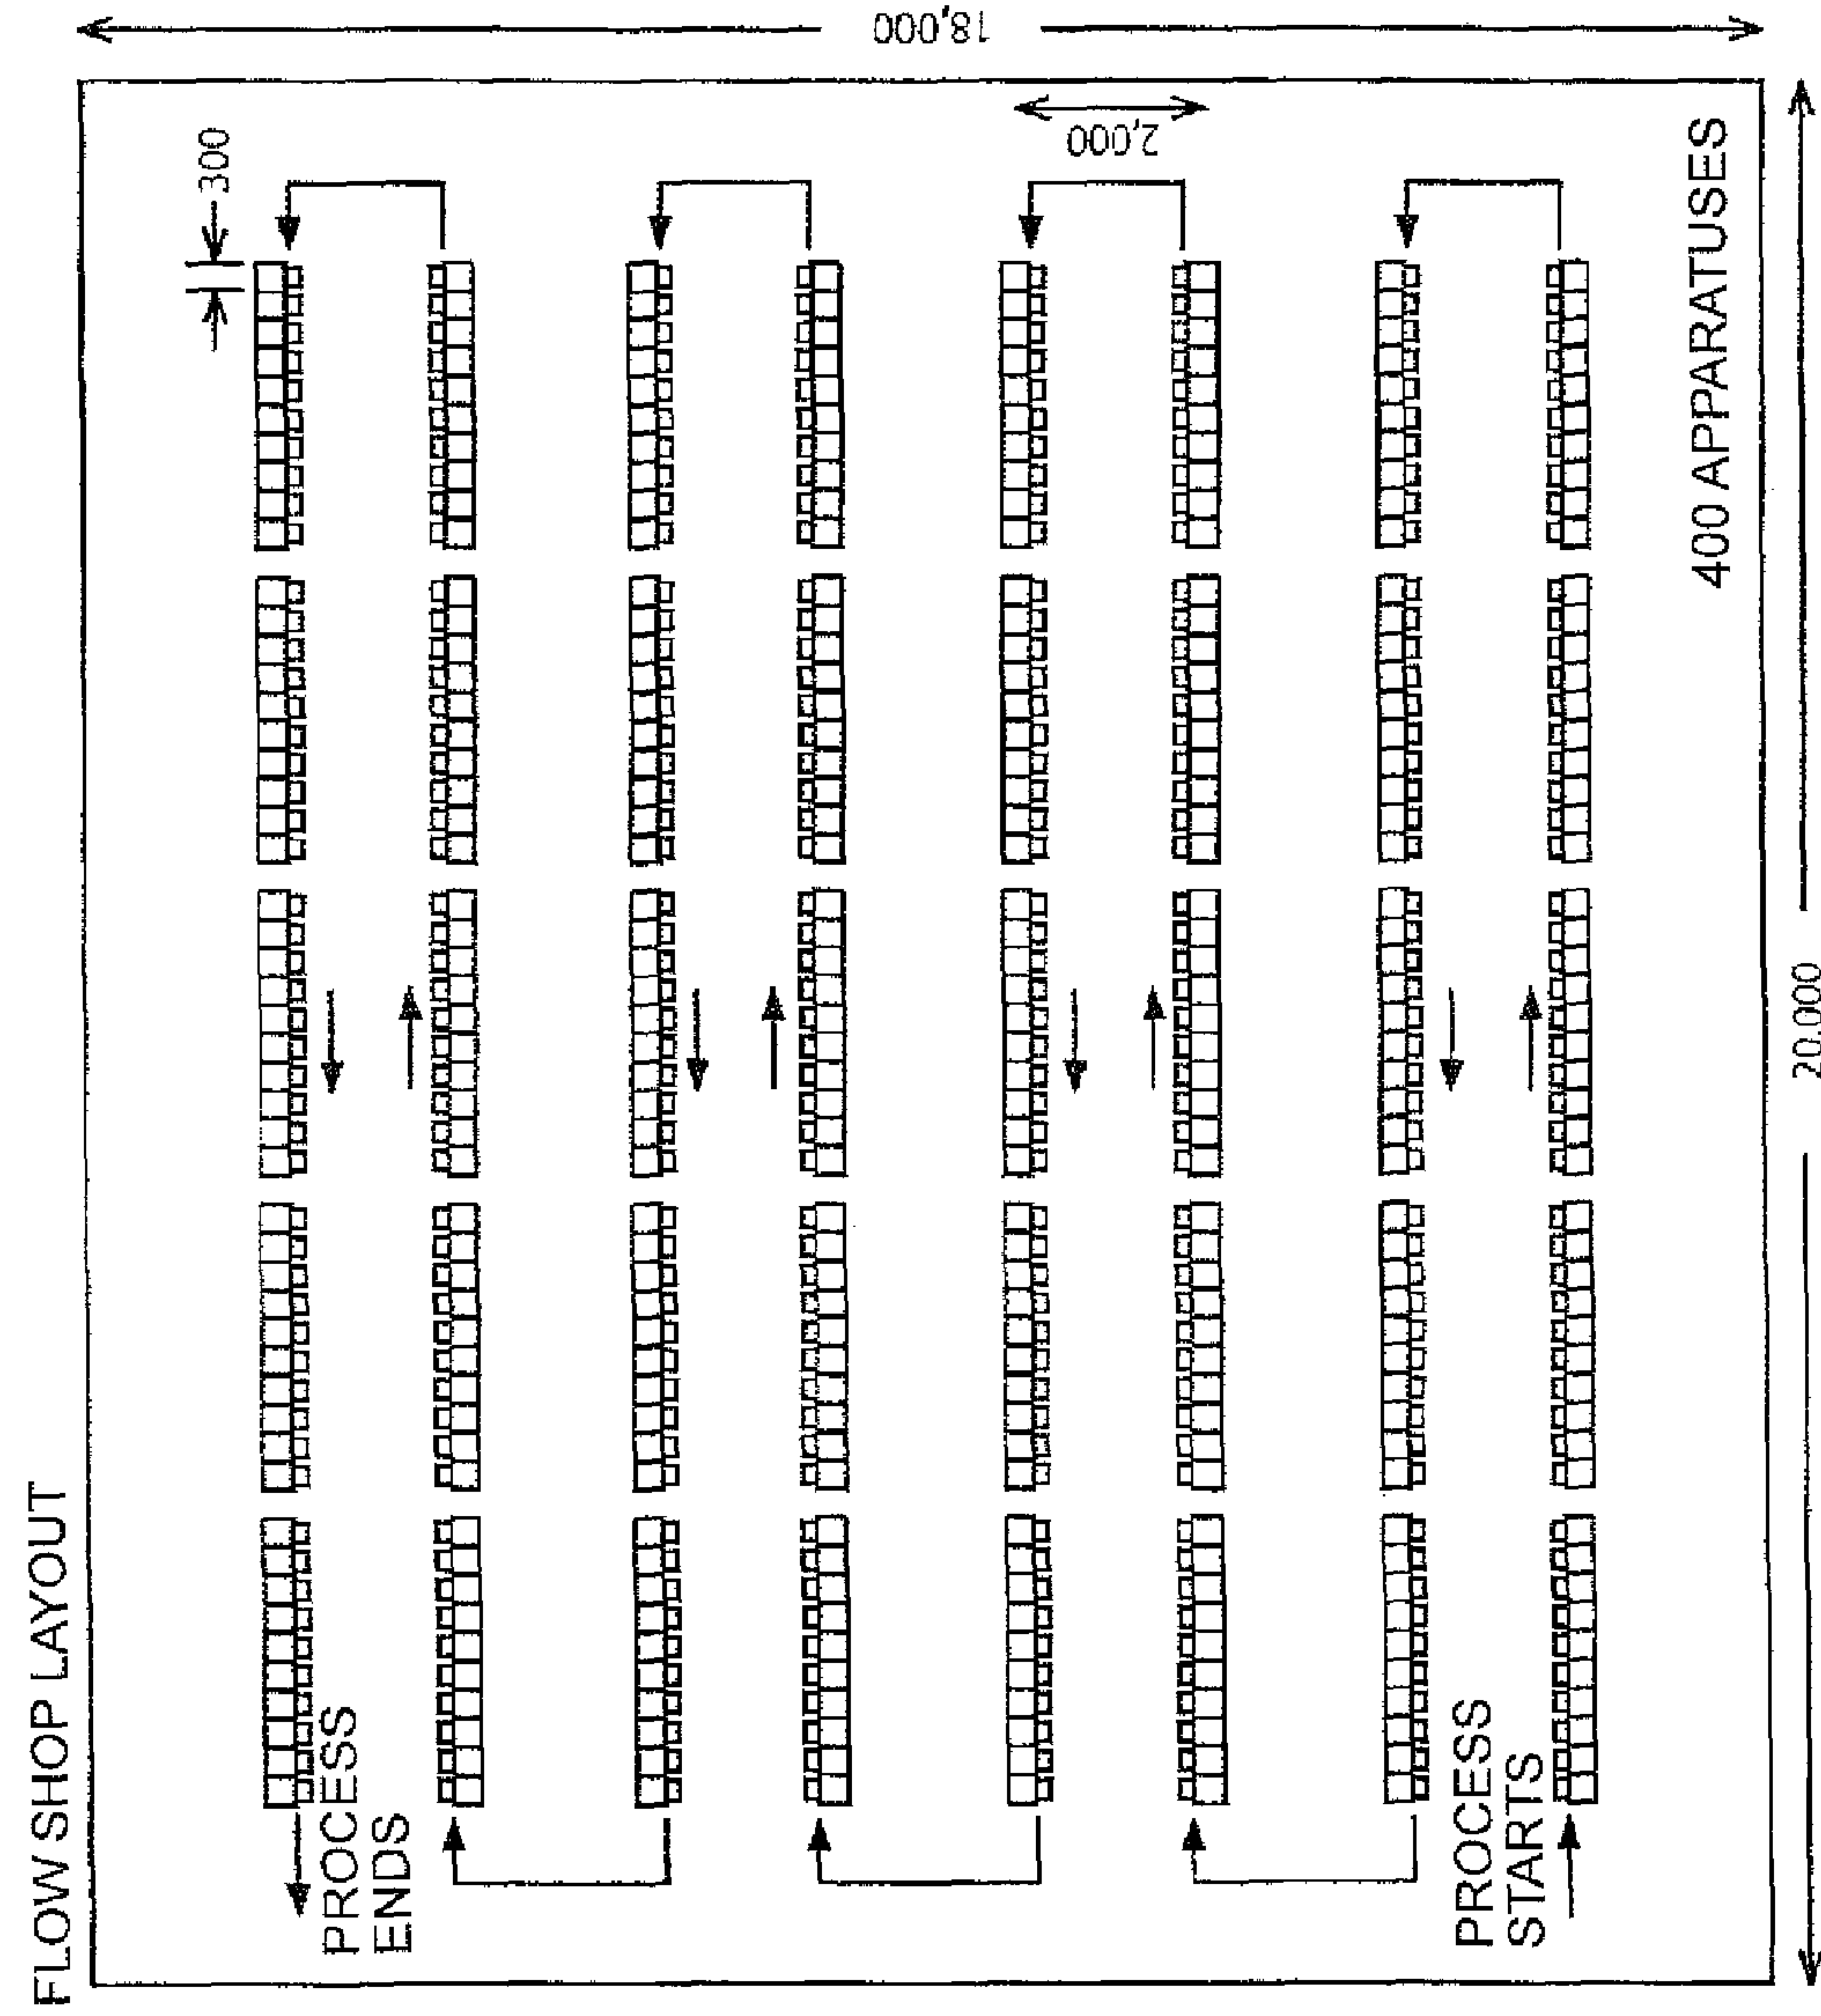 FLOW SHOP LAYOUT
18,000
300
2,000
PROCESS
ENDS
PROCESS
STARTS
400 APPARATUSES
20.000